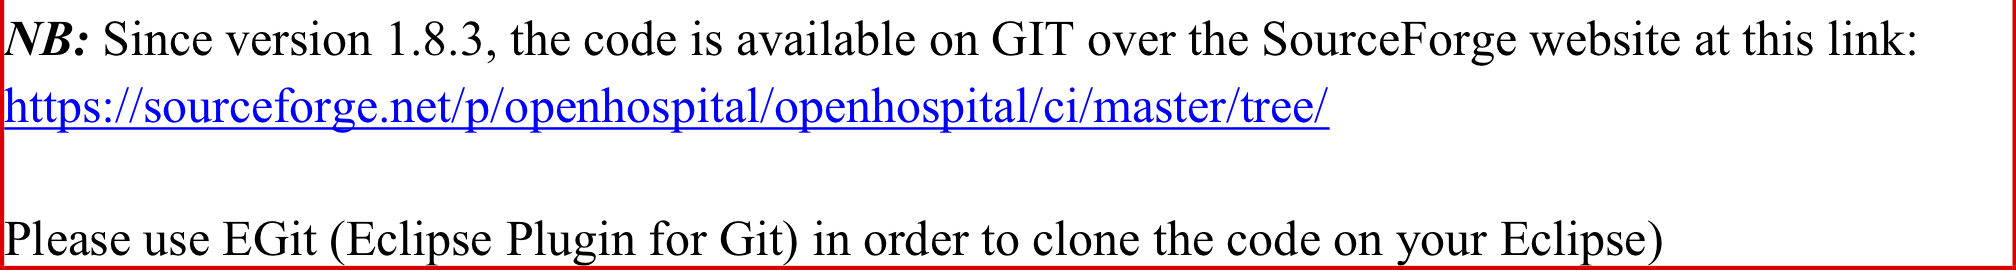 NB: Since version 1.8.3, the code is available on GIT over the SourceForge website at this link:
https://sourceforge.net/p/openhospital/openhospital/ci/master/tree/
Please use EGit (Eclipse Plugin for Git) in order to clone the code on your Eclipse)